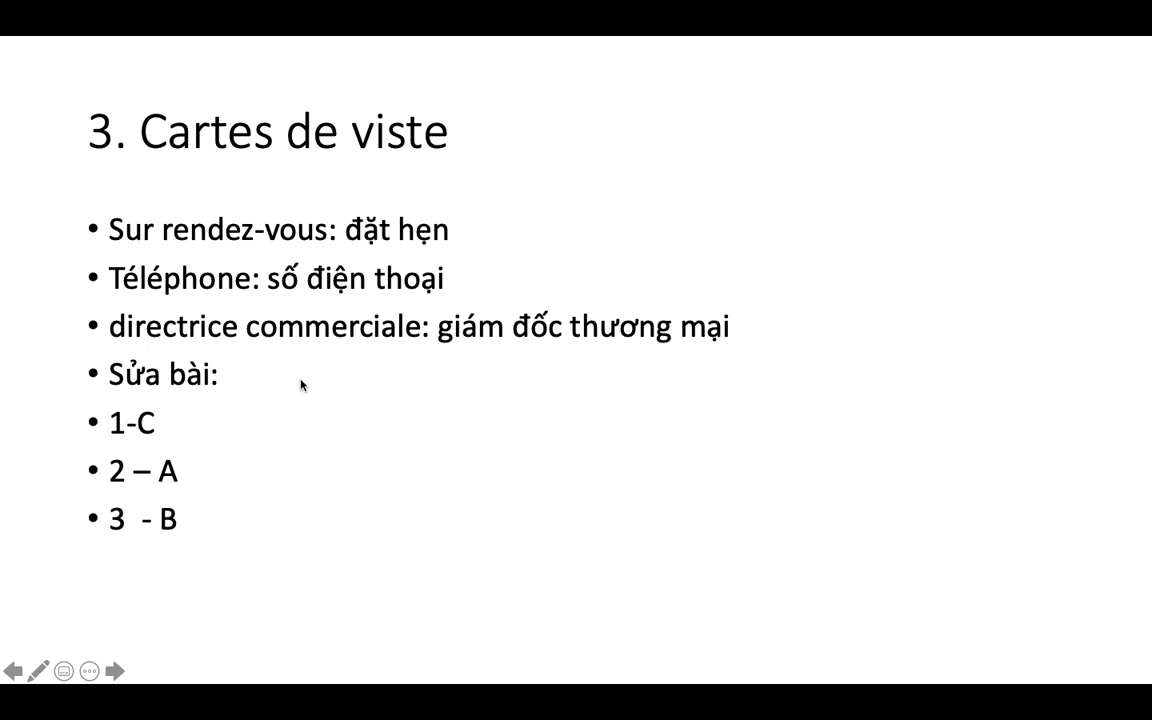 3. Cartes de viste
• Sur rendez-vous: đặt hẹn
• Téléphone: số điện thoại
• directrice commerciale: giám đốc thương mại
• Sửa bài:
• 1-C
• 2 – A
• 3  - B